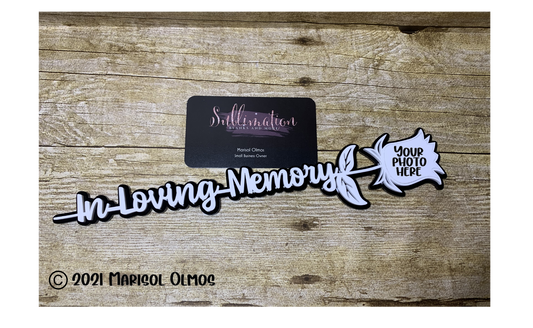 Sublimation
Marisol Olmos
Small Business Owner
In Loving Memory
YOUR
PHOTO
HERE
© 2021 Marisol Olmos